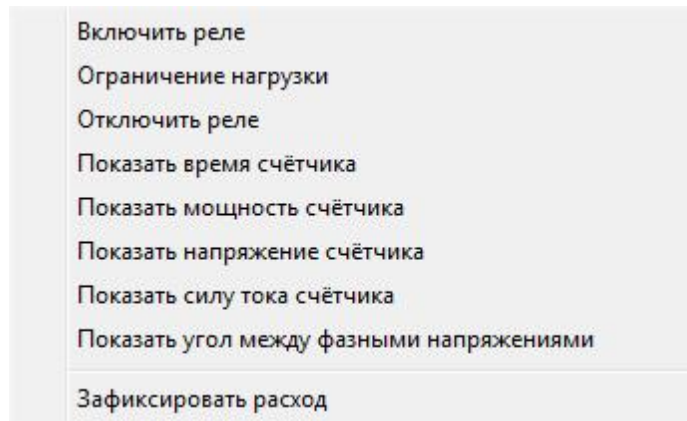 Включить реле
Ограничение нагрузки
Отключить реле
Показать время счётчика
Показать мощность счётчика
Показать напряжение счётчика
Показать силу тока счётчика
Показать угол между фазными напряжениями
Зафиксировать расход